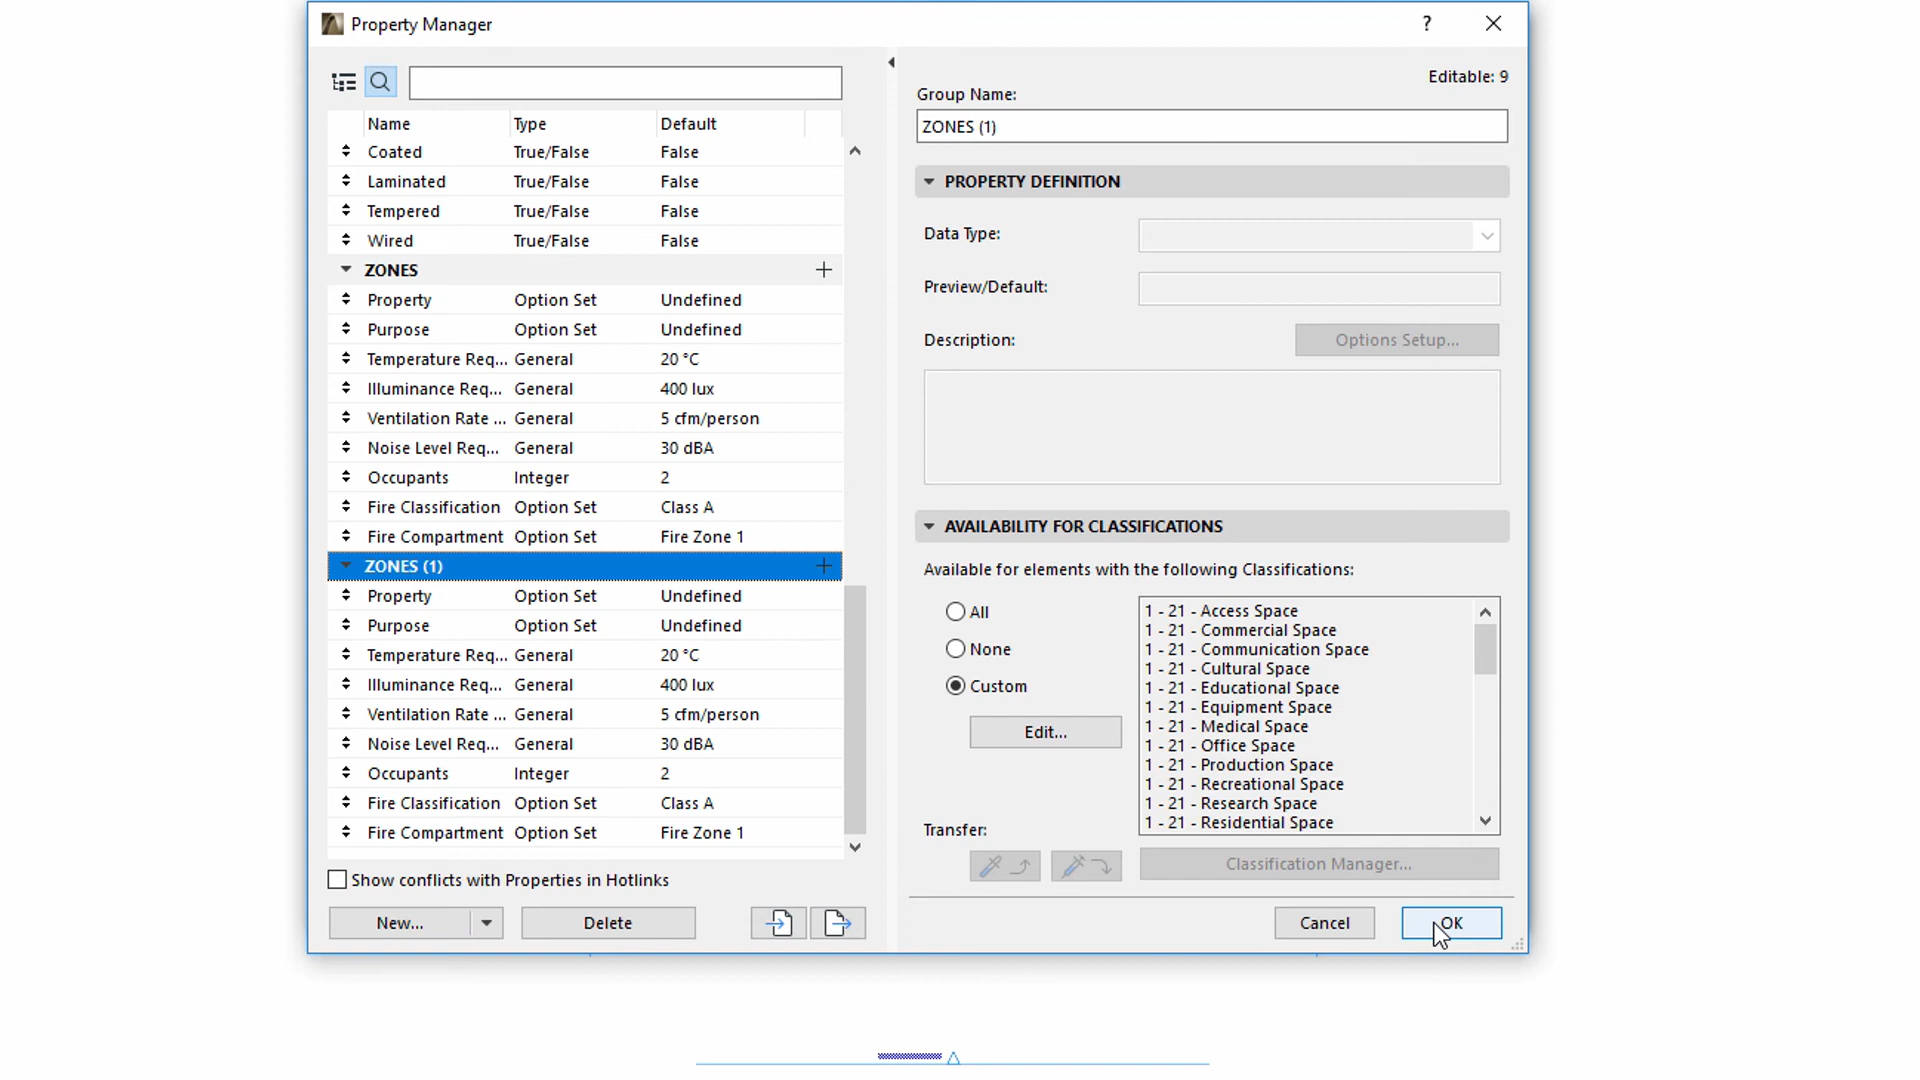 Property Manager
?
Name Type Default
Coated True/False False
Laminated True/False False
Tempered True/False False
Wired True/False False
ZONES
Property Option Set Undefined
Purpose Option Set Undefined
Temperature Req... General 20 °C
Illuminance Req... General 400 lux
Ventilation Rate ... General 5 cfm/person
Noise Level Req... General 30 dBA
Occupants Integer 2
Fire Classification Option Set Class A
Fire Compartment Option Set Fire Zone 1
ZONES (1)
Property Option Set Undefined
Purpose Option Set Undefined
Temperature Req... General 20 °C
Illuminance Req... General 400 lux
Ventilation Rate ... General 5 cfm/person
Noise Level Req... General 30 dBA
Occupants Integer 2
Fire Classification Option Set Class A
Fire Compartment Option Set Fire Zone 1
Show conflicts with Properties in Hotlinks
New... Delete
Editable: 9
Group Name:
ZONES (1)
PROPERTY DEFINITION
Data Type:
Preview/Default:
Description: Options Setup...
AVAILABILITY FOR CLASSIFICATIONS
Available for elements with the following Classifications:
All
None
Custom
Edit...
1 - 21 - Access Space
1 - 21 - Commercial Space
1 - 21 - Communication Space
1 - 21 - Cultural Space
1 - 21 - Educational Space
1 - 21 - Equipment Space
1 - 21 - Medical Space
1 - 21 - Office Space
1 - 21 - Production Space
1 - 21 - Recreational Space
1 - 21 - Research Space
1 - 21 - Residential Space
Transfer:
Classification Manager...
Cancel OK